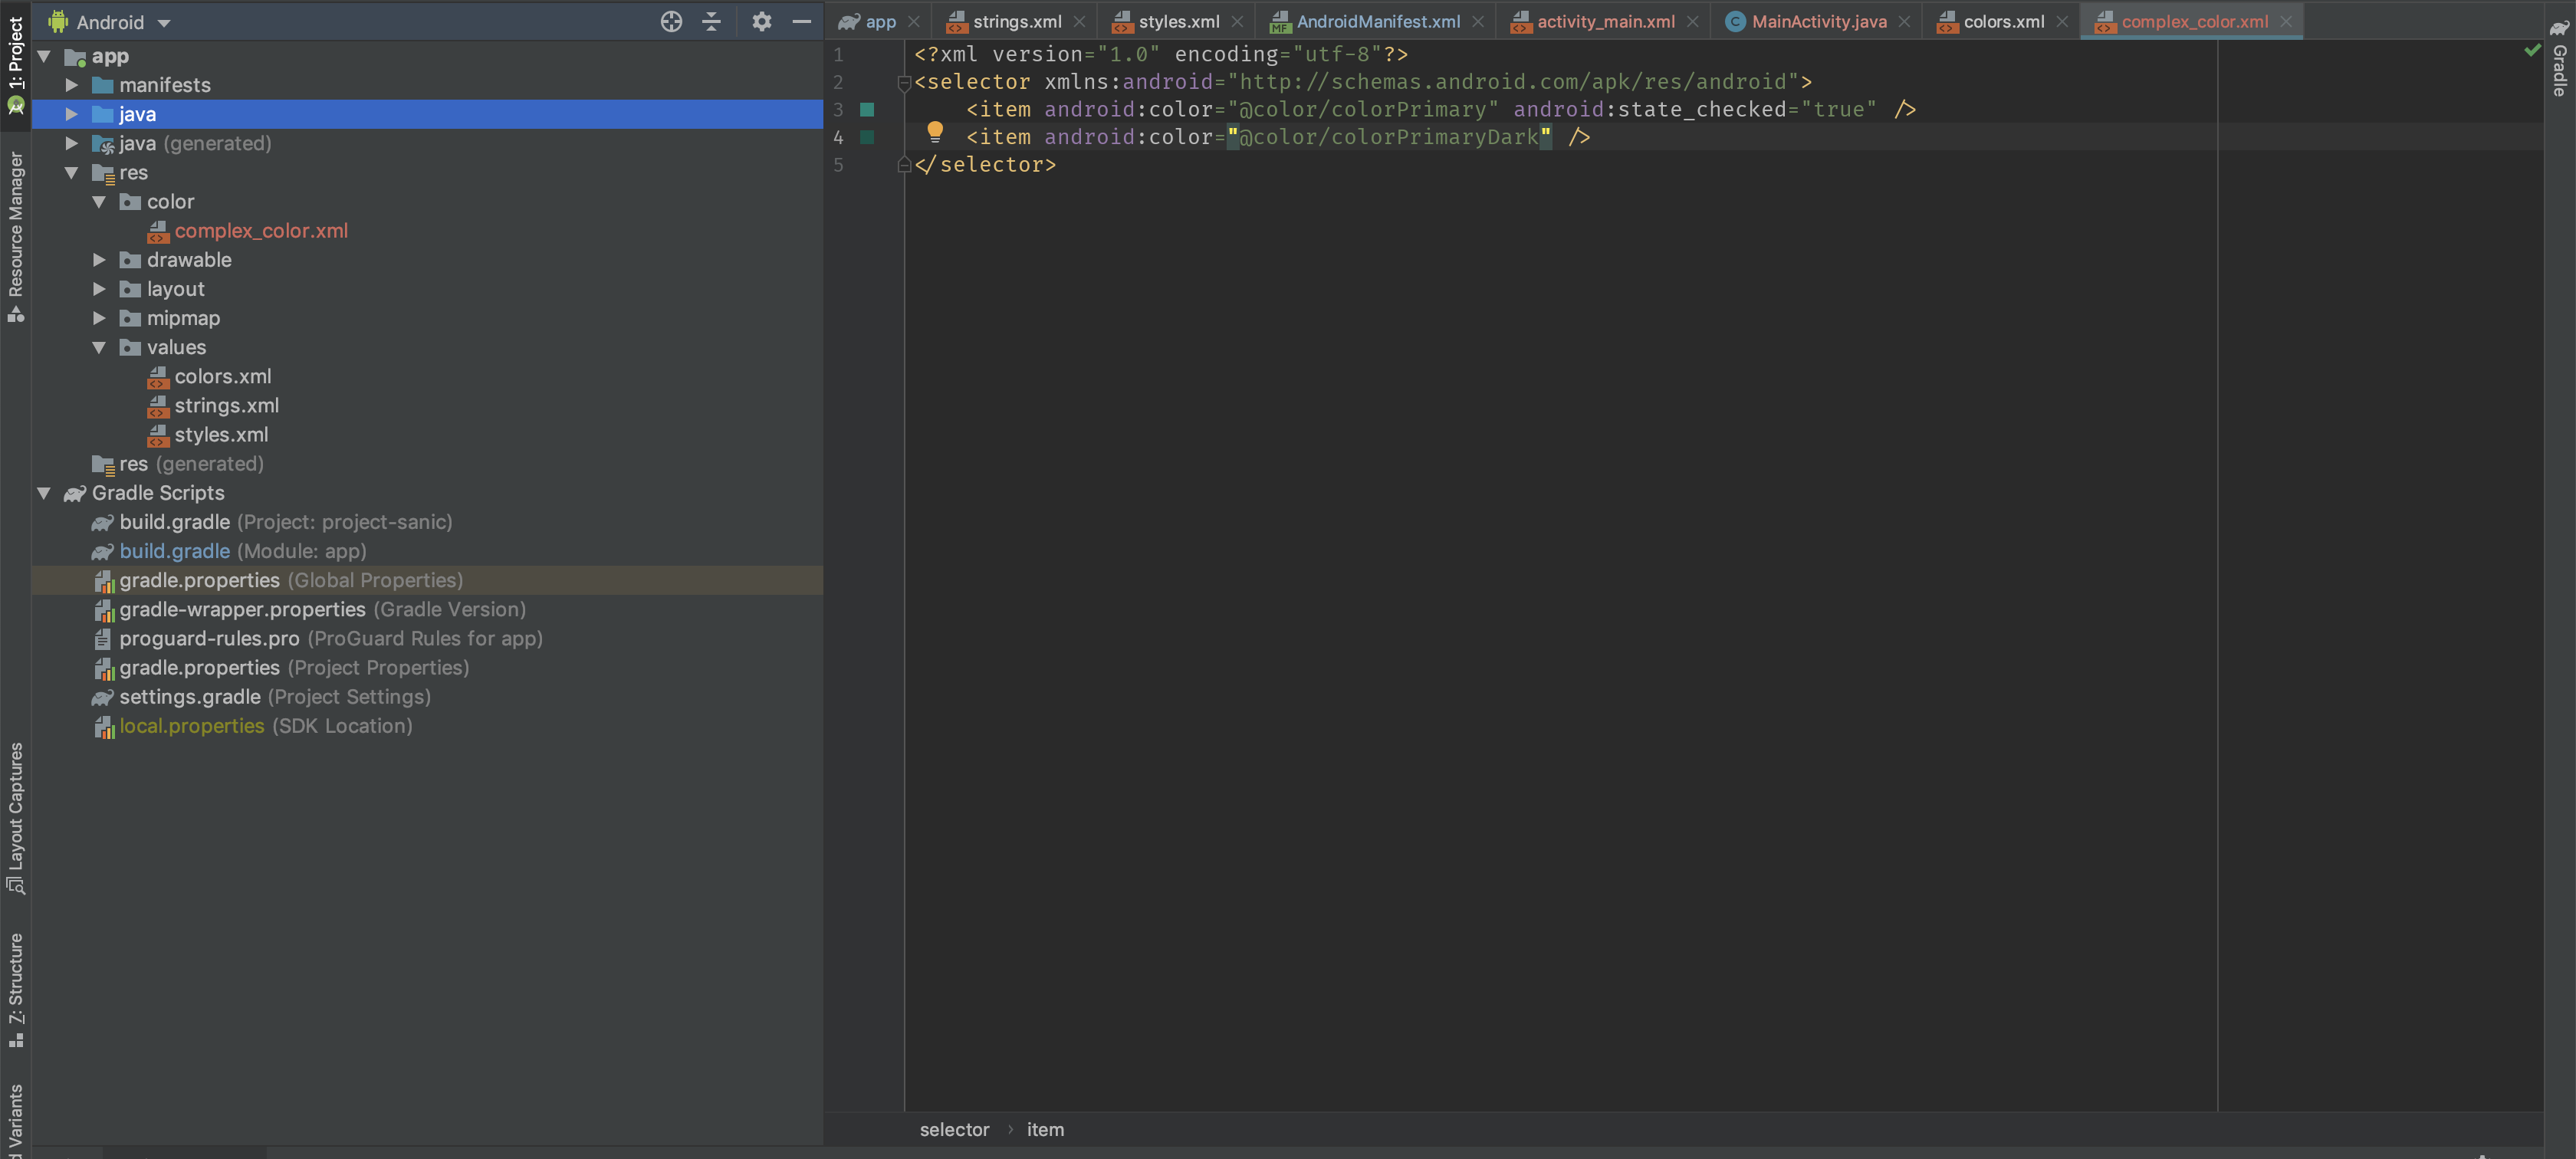 Android
app
manifests
java
java (generated)
res
color
complex_color.xml
drawable
layout
mipmap
values
colors.xml
strings.xml
styles.xml
res (generated)
Gradle Scripts
build.gradle (Project: project-sanic)
build.gradle (Module: app)
gradle.properties (Global Properties)
gradle-wrapper.properties (Gradle Version)
proguard-rules.pro (ProGuard Rules for app)
gradle.properties (Project Properties)
settings.gradle (Project Settings)
local.properties (SDK Location)
1: Project
Resource Manager
Layout Captures
Z: Structure
Variants
app
strings.xml
styles.xml
AndroidManifest.xml
activity_main.xml
MainActivity.java
colors.xml
complex_color.xml
1 <?xml version="1.0" encoding="utf-8"?>
2 <selector xmlns:android="http://schemas.android.com/apk/res/android">
3 <item android:color="@color/colorPrimary" android:state_checked="true" />
4 <item android:color="@color/colorPrimaryDark" />
5 </selector>
selector › item
Gradle